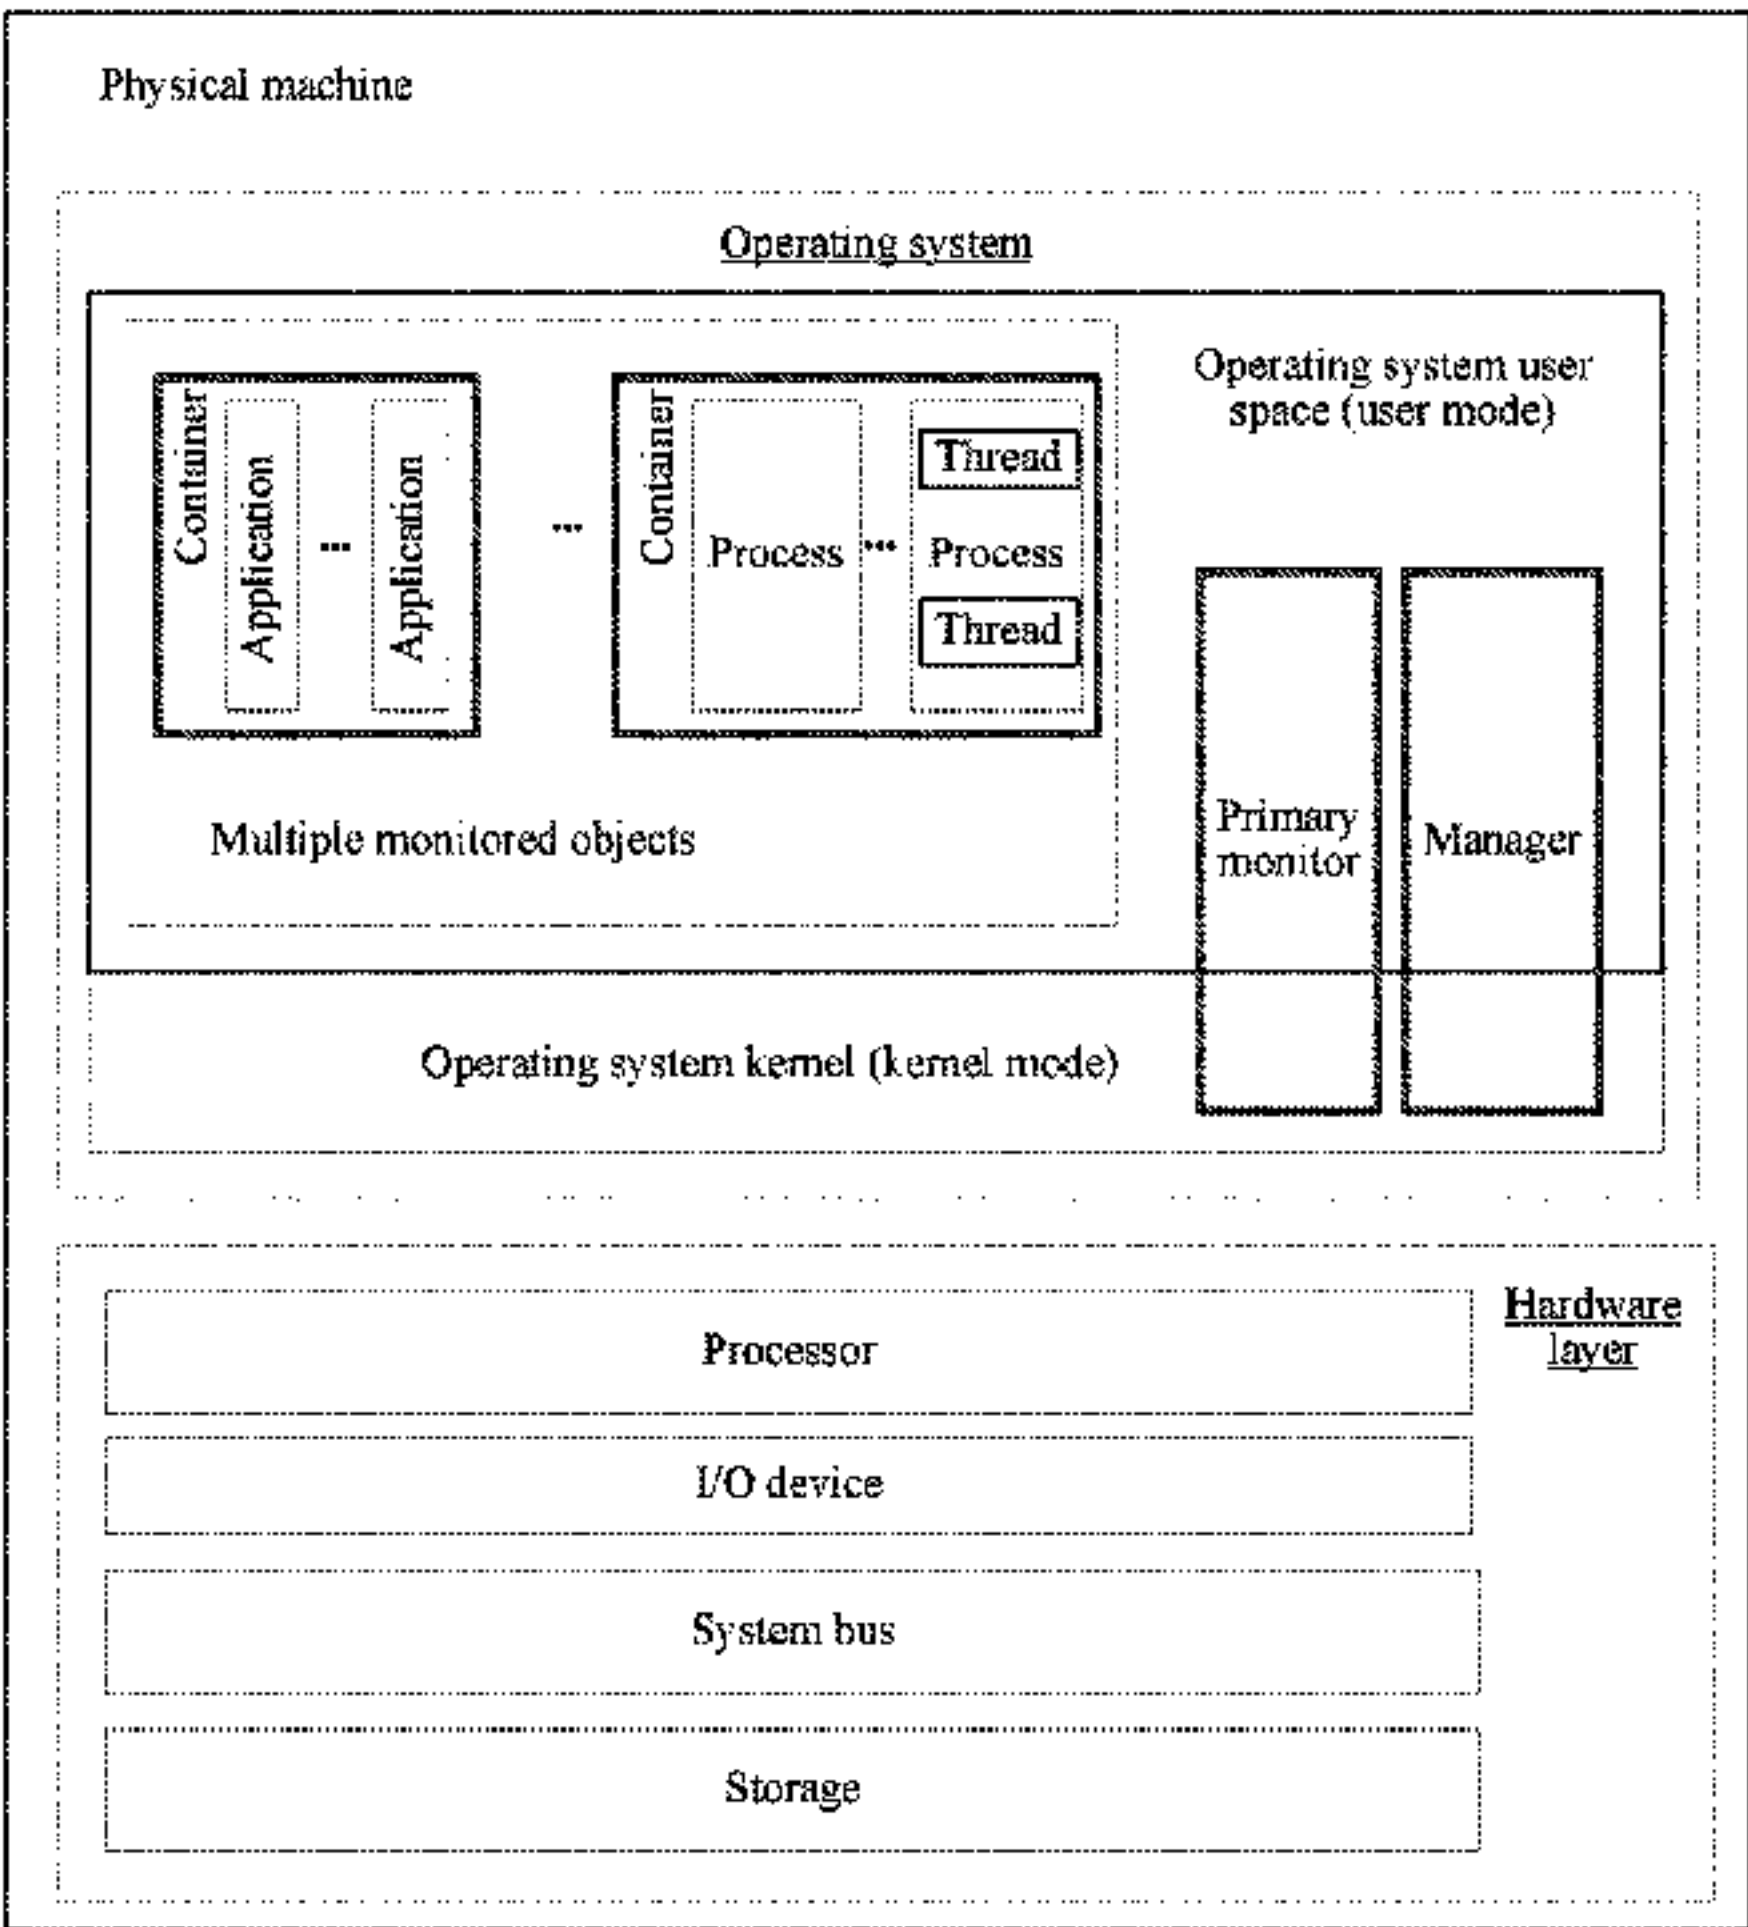 Physical machine
Operating system
Operating system user
space (user mode)
Container
Application
...
Application
...
Container
Process
...
Thread
Process
Thread
Primary
monitor
Manager
Multiple monitored objects
Operating system kernel (kernel mode)
Hardware
layer
Processor
I/O device
System bus
Storage